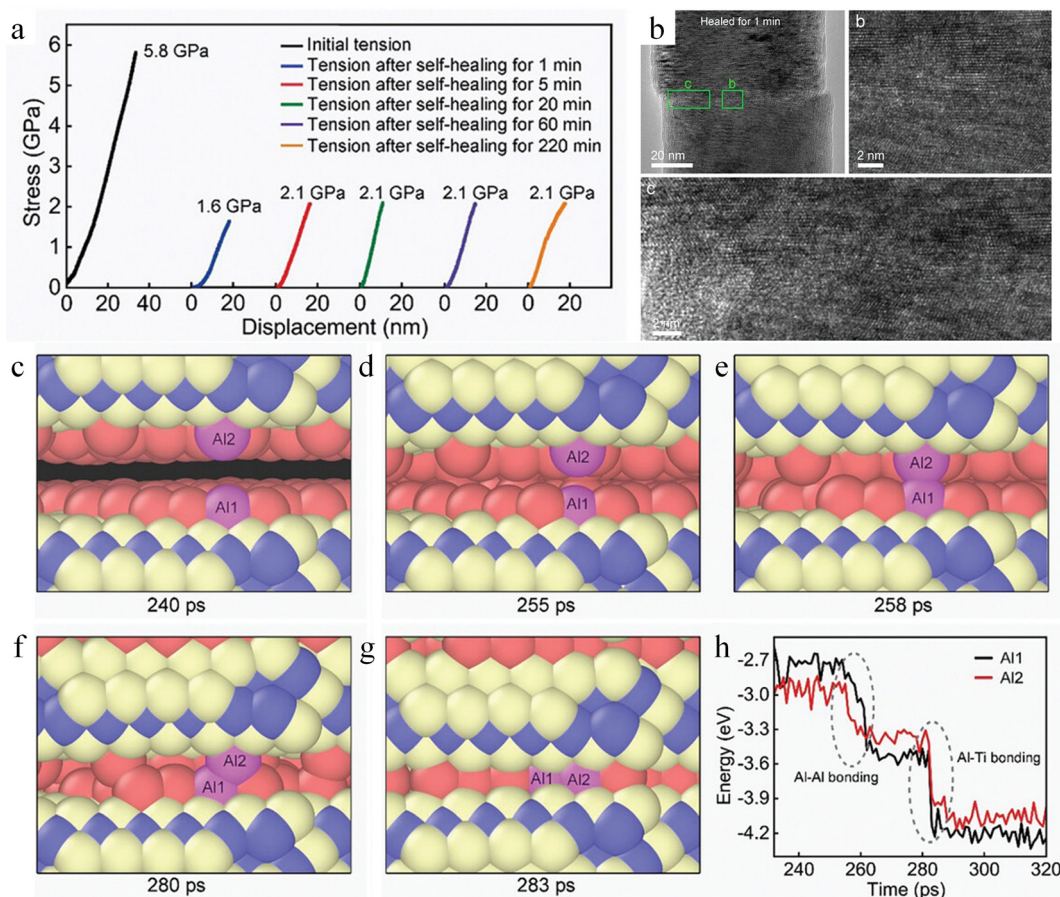 a
5.8 GPa
Initial tension
Tension after self-healing for 1 min
Tension after self-healing for 5 min
Tension after self-healing for 20 min
Tension after self-healing for 60 min
Tension after self-healing for 220 min
1.6 GPa
2.1 GPa
2.1 GPa
2.1 GPa
2.1 GPa
Stress (GPa)
6
5
4
3
2
1
0
0 20 40 0 20 0 20 0 20 0 20 0 20
Displacement (nm)
b
Healed for 1 min
c
b
20 nm
b
2 nm
c
c
Al2
Al1
240 ps
d
Al2
Al1
255 ps
e
Al2
Al1
258 ps
f
Al2
Al1
280 ps
g
Al1 Al2
283 ps
h
Al1
Al2
Al-Al bonding
Al-Ti bonding
Energy (eV)
-2.7
-3.0
-3.3
-3.6
-3.9
-4.2
240 260 280 300 320
Time (ps)